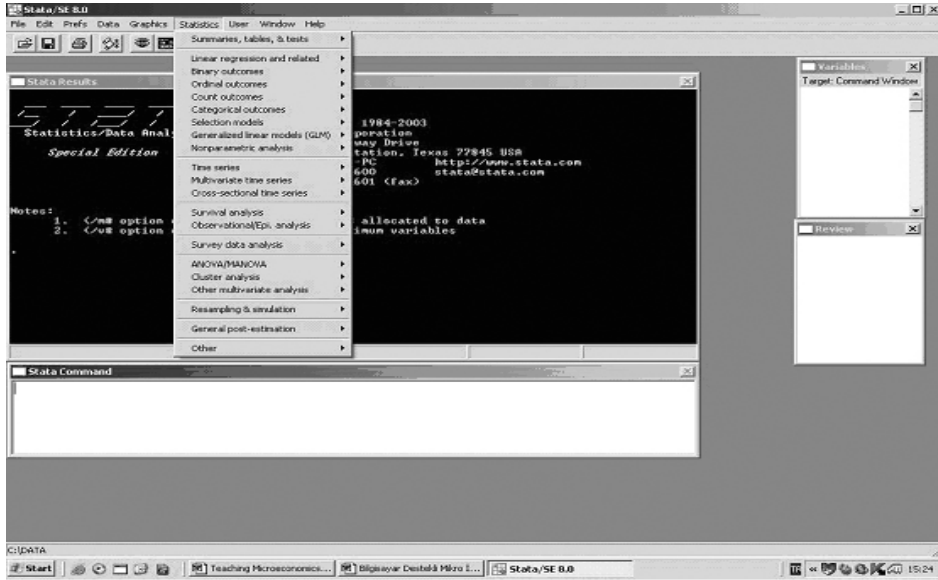 Stata/SE 8.0
File Edit Prefs Data Graphics Statistics User Window Help
Summaries, tables, & tests
Linear regression and related
Binary outcomes
Ordinal outcomes
Count outcomes
Categorical outcomes
Selection models
Generalized linear models (GLM)
Nonparametric analysis
Time series
Multivariate time series
Cross-sectional time series
Survival analysis
Observational/Epi. analysis
Survey data analysis
ANOVA/MANOVA
Cluster analysis
Other multivariate analysis
Resampling & simulation
General post-estimation
Other
Stata Results
Statistics/Data Anal
Special Edition
1984-2003
poration
way Drive
tation, Texas 77845 USA
-PC http://www.stata.com
600 stata@stata.com
601 (fax)
Notes:
1. (/m# option allocated to data
2. (/v# option imum variables
.
Variables
Target: Command Window
Review
Stata Command
C:\DATA
Start Teaching Microeconomics... Bilgisayar Destekli Mikro I... Stata/SE 8.0 15:24